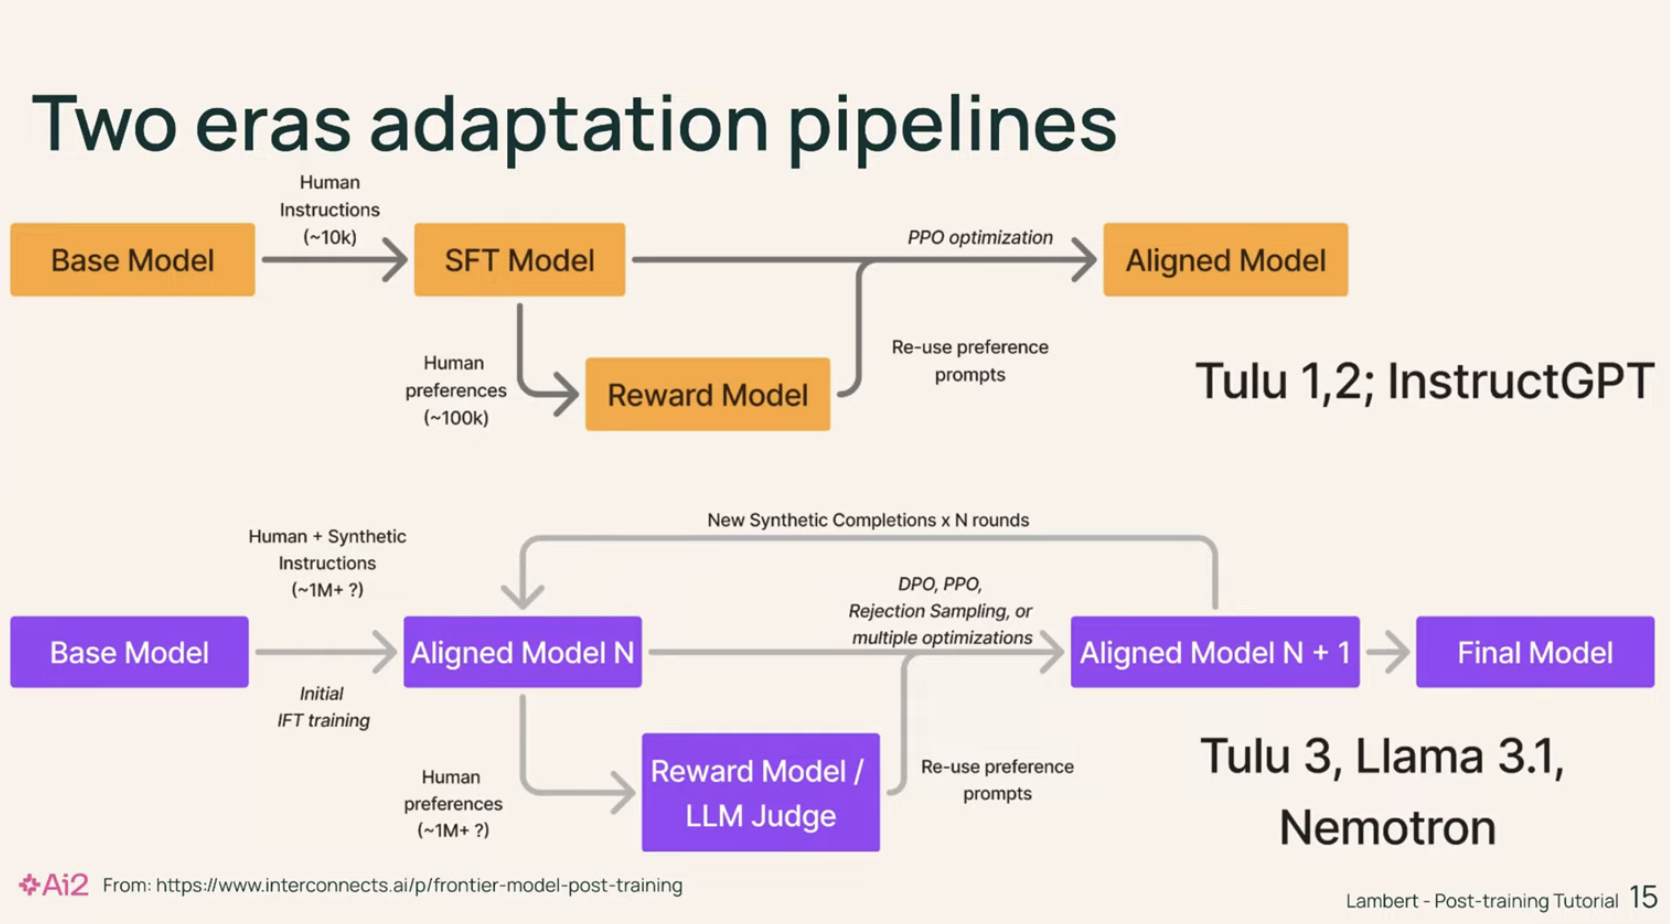 Two eras adaptation pipelines
Human
Instructions
(~10k)
Base Model
SFT Model
PPO optimization
Aligned Model
Human
preferences
(~100k)
Reward Model
Re-use preference
prompts
Tulu 1,2; InstructGPT
New Synthetic Completions x N rounds
Human + Synthetic
Instructions
(~1M+ ?)
DPO, PPO,
Rejection Sampling, or
multiple optimizations
Base Model
Initial
IFT training
Aligned Model N
Aligned Model N + 1
Final Model
Human
preferences
(~1M+ ?)
Reward Model /
LLM Judge
Re-use preference
prompts
Tulu 3, Llama 3.1,
Nemotron
Ai2
From: https://www.interconnects.ai/p/frontier-model-post-training
Lambert - Post-training Tutorial 15